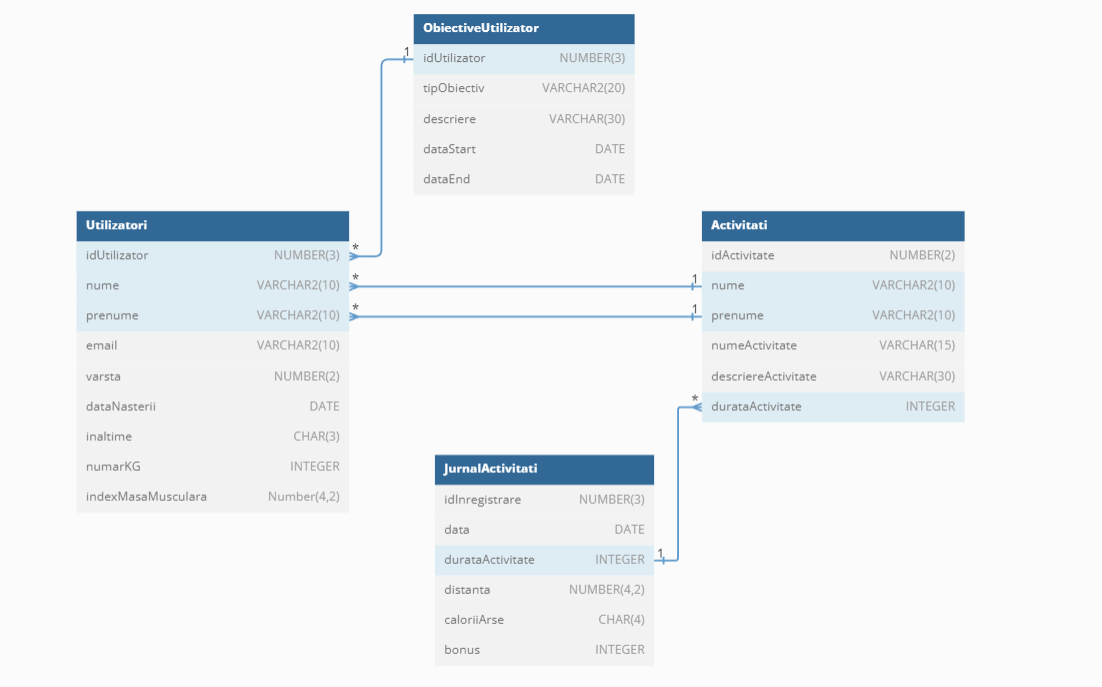 ObiectiveUtilizator
1
idUtilizator NUMBER(3)
tipObiectiv VARCHAR2(20)
descriere VARCHAR(30)
dataStart DATE
dataEnd DATE
Utilizatori
idUtilizator NUMBER(3) *
nume VARCHAR2(10) *
prenume VARCHAR2(10) *
email VARCHAR2(10)
varsta NUMBER(2)
dataNasterii DATE
inaltime CHAR(3)
numarKG INTEGER
indexMasaMusculara Number(4,2)
Activitati
idActivitate NUMBER(2)
1 nume VARCHAR2(10)
1 prenume VARCHAR2(10)
numeActivitate VARCHAR(15)
descriereActivitate VARCHAR(30)
* durataActivitate INTEGER
JurnalActivitati
idInregistrare NUMBER(3)
data DATE
durataActivitate INTEGER 1
distanta NUMBER(4,2)
caloriiArse CHAR(4)
bonus INTEGER